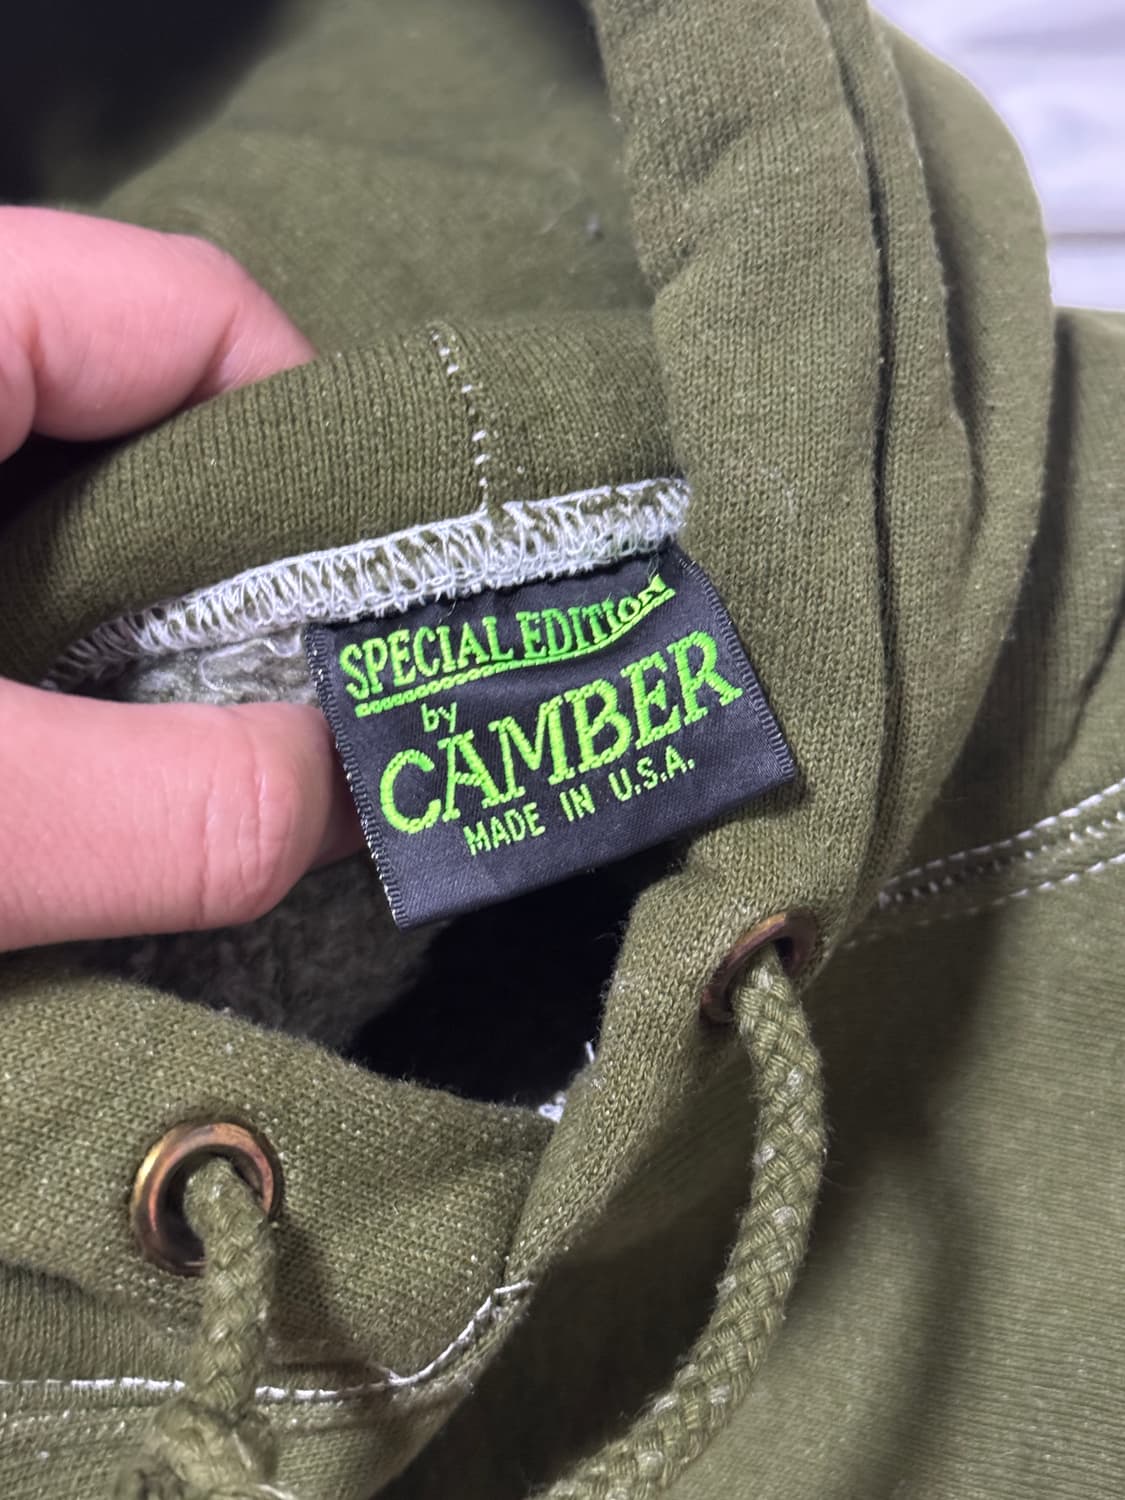 SPECIAL EDITION
by
CAMBER
MADE IN U.S.A.